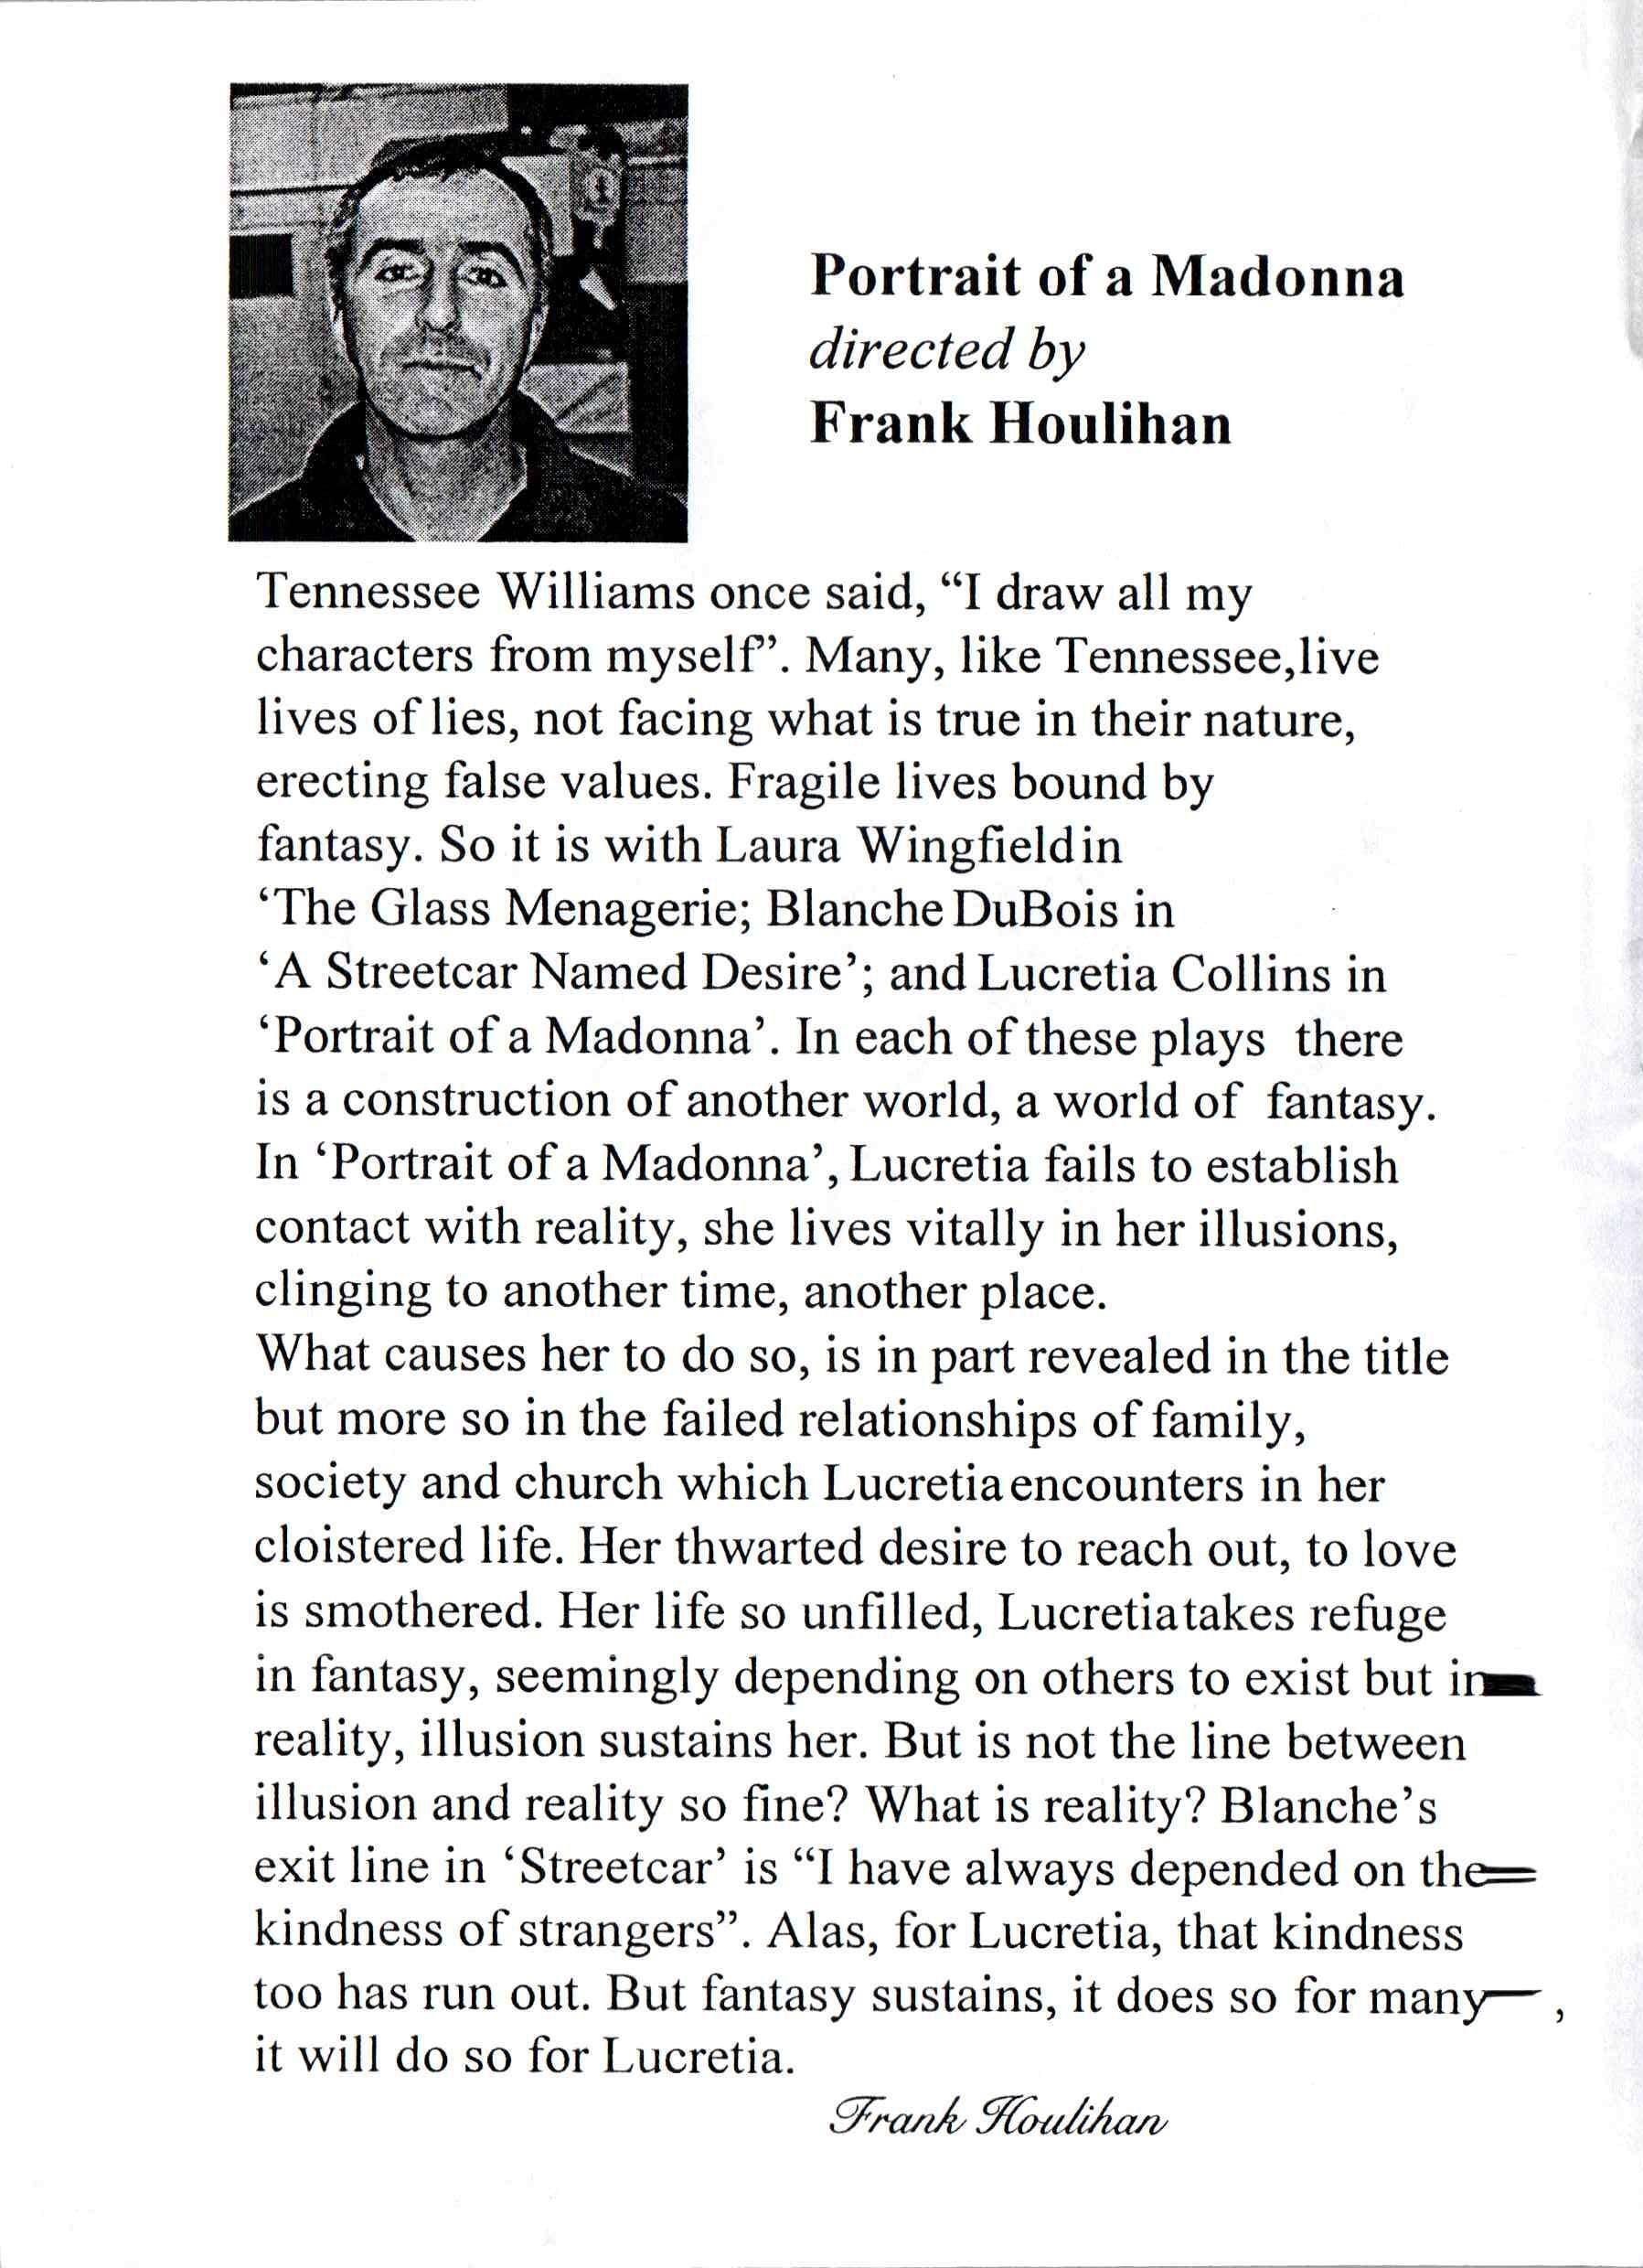 Portrait of a Madonna
directed by
Frank Houlihan
Tennessee Williams once said, “I draw all my
characters from myself”. Many, like Tennessee,live
lives of lies, not facing what is true in their nature,
erecting false values. Fragile lives bound by
fantasy. So it is with Laura Wingfield in
‘The Glass Menagerie; Blanche DuBois in
‘A Streetcar Named Desire’; and Lucretia Collins in
‘Portrait of a Madonna’. In each of these plays there
is a construction of another world, a world of fantasy.
In ‘Portrait of a Madonna’, Lucretia fails to establish
contact with reality, she lives vitally in her illusions,
clinging to another time, another place.
What causes her to do so, is in part revealed in the title
but more so in the failed relationships of family,
society and church which Lucretia encounters in her
cloistered life. Her thwarted desire to reach out, to love
is smothered. Her life so unfilled, Lucretia takes refuge
in fantasy, seemingly depending on others to exist but in
reality, illusion sustains her. But is not the line between
illusion and reality so fine? What is reality? Blanche’s
exit line in ‘Streetcar’ is “I have always depended on the
kindness of strangers”. Alas, for Lucretia, that kindness
too has run out. But fantasy sustains, it does so for many ,
it will do so for Lucretia.
Frank Houlihan